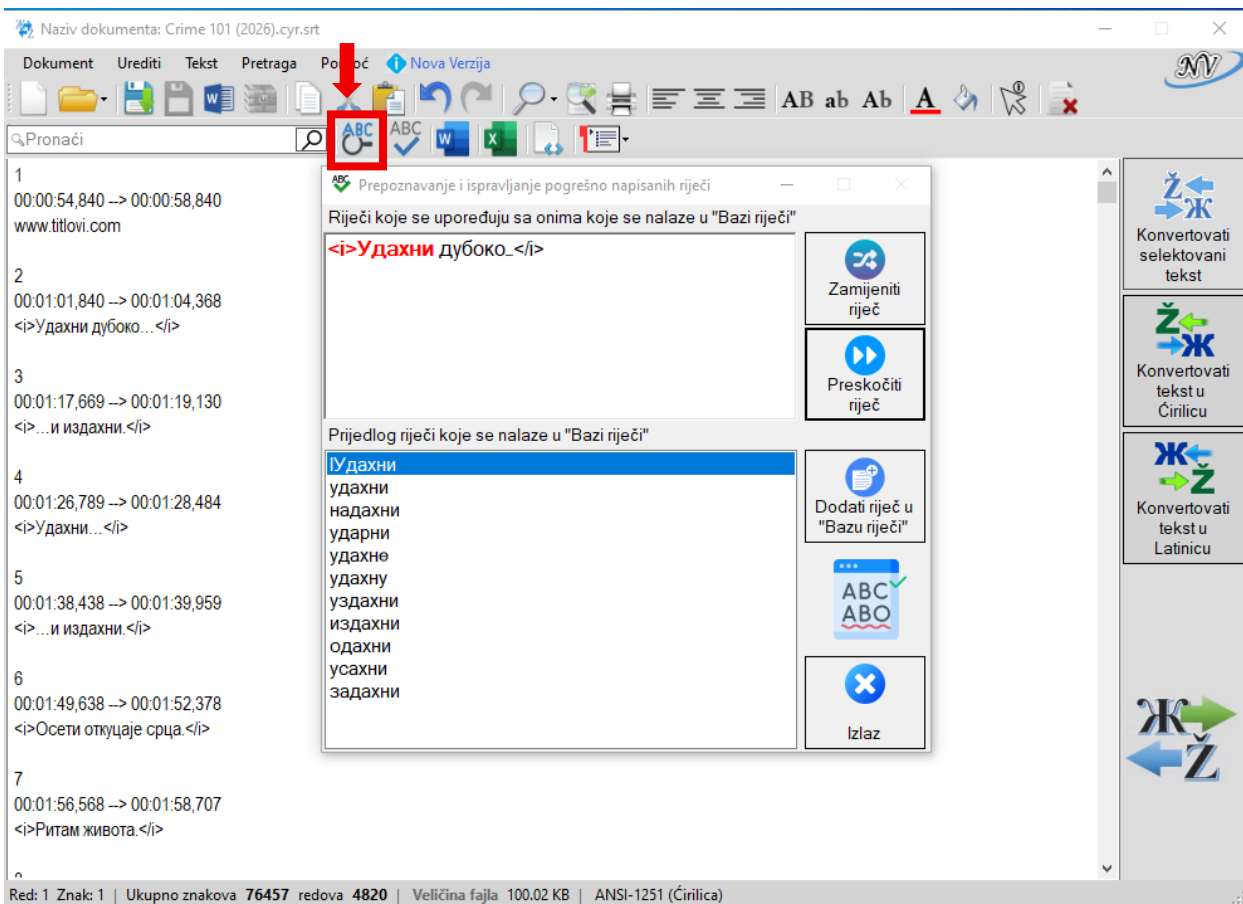 Naziv dokumenta: Crime 101 (2026).cyr.srt
Dokument Urediti Tekst Pretraga Pomoć Nova Verzija
NV
AB ab Ab A
Pronaći
ABC ABC
1
00:00:54,840 --> 00:00:58,840
www.titlovi.com
2
00:01:01,840 --> 00:01:04,368
<i>Удахни дубоко…</i>
3
00:01:17,669 --> 00:01:19,130
<i>…и издахни.</i>
4
00:01:26,789 --> 00:01:28,484
<i>Удахни…</i>
5
00:01:38,438 --> 00:01:39,959
<i>…и издахни.</i>
6
00:01:49,638 --> 00:01:52,378
<i>Осети откуцаје срца.</i>
7
00:01:56,568 --> 00:01:58,707
<i>Ритам живота.</i>
Prepoznavanje i ispravljanje pogrešno napisanih riječi
Riječi koje se upoređuju sa onima koje se nalaze u "Bazi riječi"
<i>Удахни дубоко…</i>
Zamijeniti
riječ
Preskočiti
riječ
Prijedlog riječi koje se nalaze u "Bazi riječi"
IУдахни
удахни
надахни
ударни
удахне
удахну
уздахни
издахни
одахни
усахни
задахни
Dodati riječ u
"Bazu riječi"
ABC
ABO
Izlaz
Ž
Ж
Konvertovati
selektovani
tekst
Ž
Ж
Konvertovati
tekst u
Ćirilicu
Ж
Ž
Konvertovati
tekst u
Latinicu
Ж
Ž
Red: 1 Znak: 1 | Ukupno znakova 76457 redova 4820 | Veličina fajla 100.02 KB | ANSI-1251 (Ćirilica)